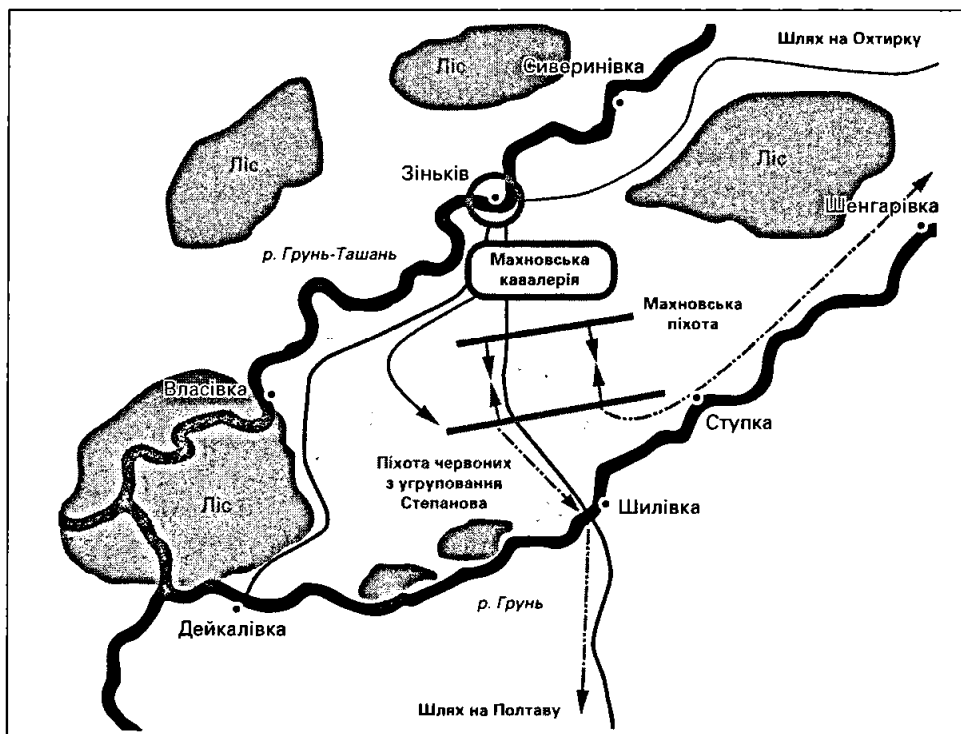 Шлях на Охтирку
Сиверинівка
Ліс
Ліс
Ліс
Зіньків
Шенгарівка
р. Грунь-Ташань
Махновська
кавалерія
Махновська
піхота
Власівка
Ступка
Піхота червоних
з угруповання
Степанова
Ліс
Шилівка
р. Грунь
Дейкалівка
Шлях на Полтаву